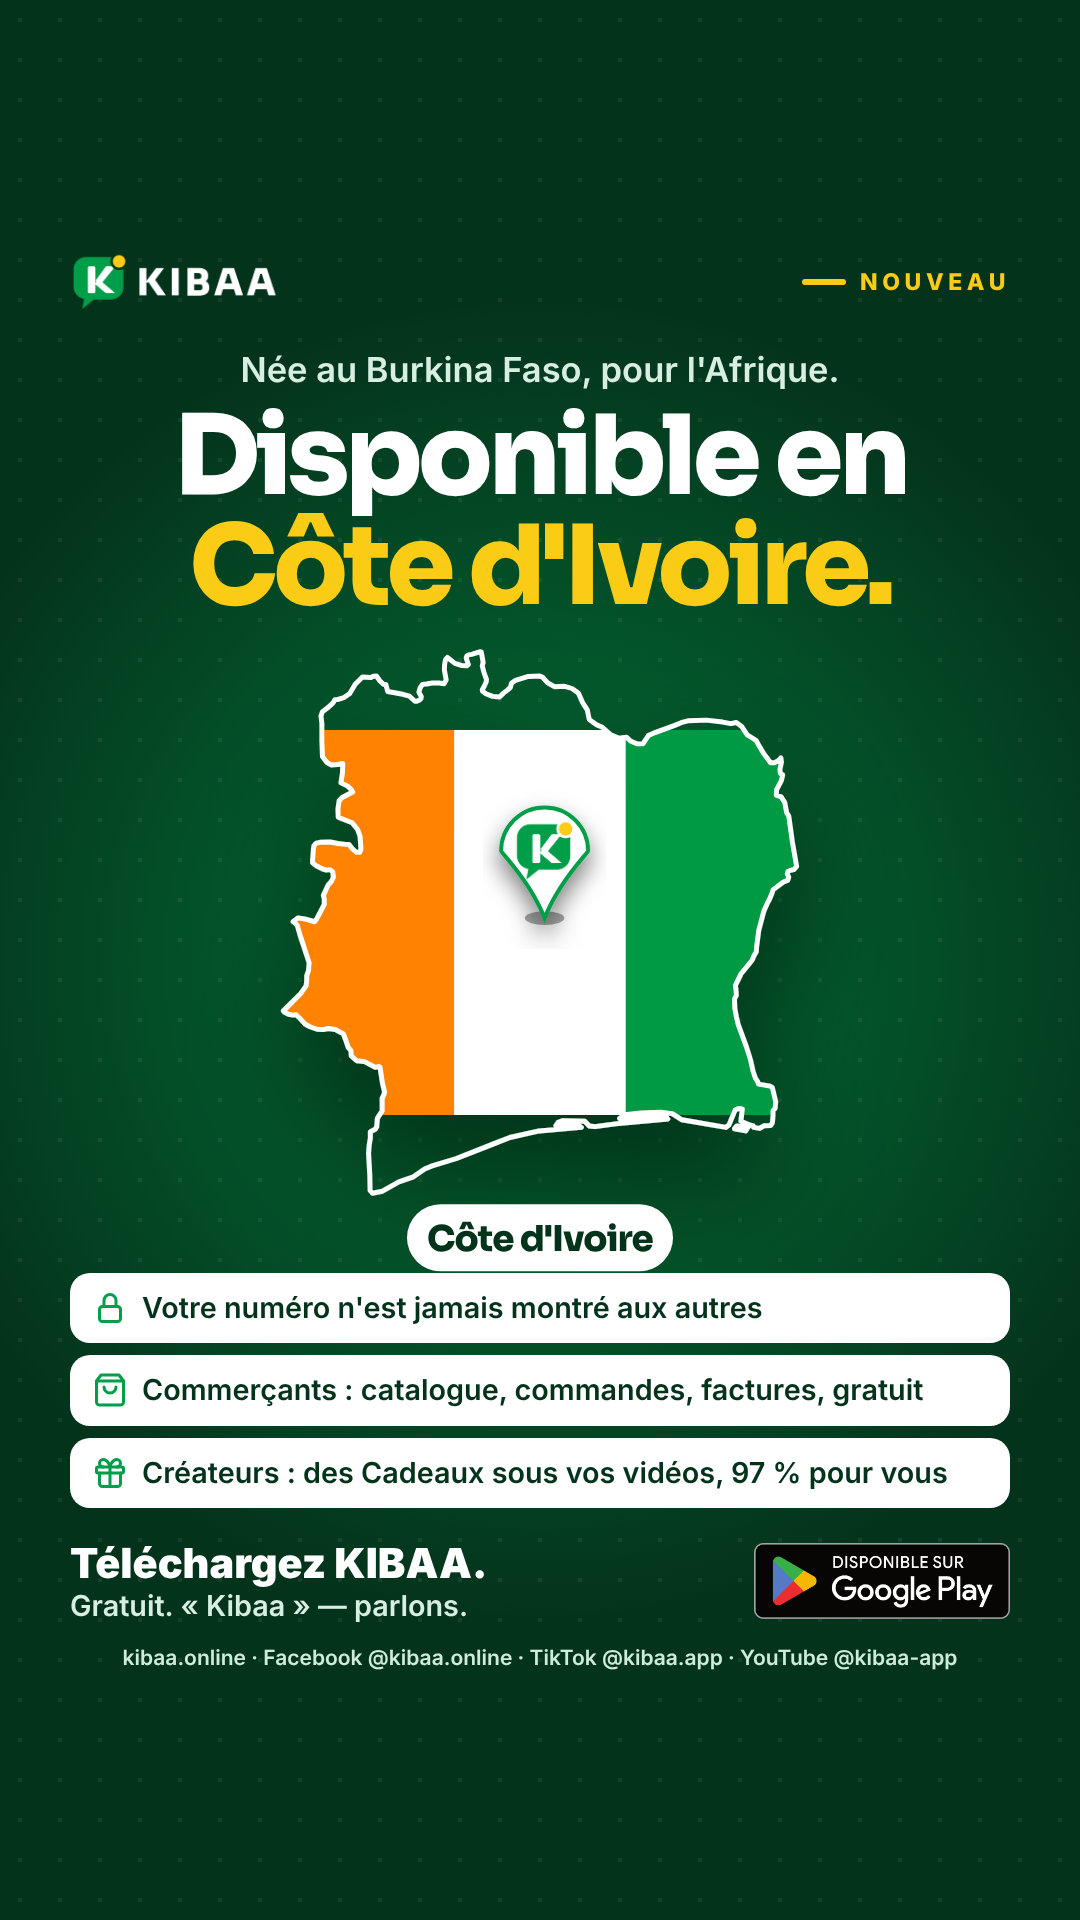 KIBAA
NOUVEAU
Née au Burkina Faso, pour l'Afrique.
Disponible en
Côte d'Ivoire.
K
Côte d'Ivoire
Votre numéro n'est jamais montré aux autres
Commerçants : catalogue, commandes, factures, gratuit
Créateurs : des Cadeaux sous vos vidéos, 97 % pour vous
Téléchargez KIBAA.
Gratuit. « Kibaa » — parlons.
DISPONIBLE SUR
Google Play
kibaa.online · Facebook @kibaa.online · TikTok @kibaa.app · YouTube @kibaa-app